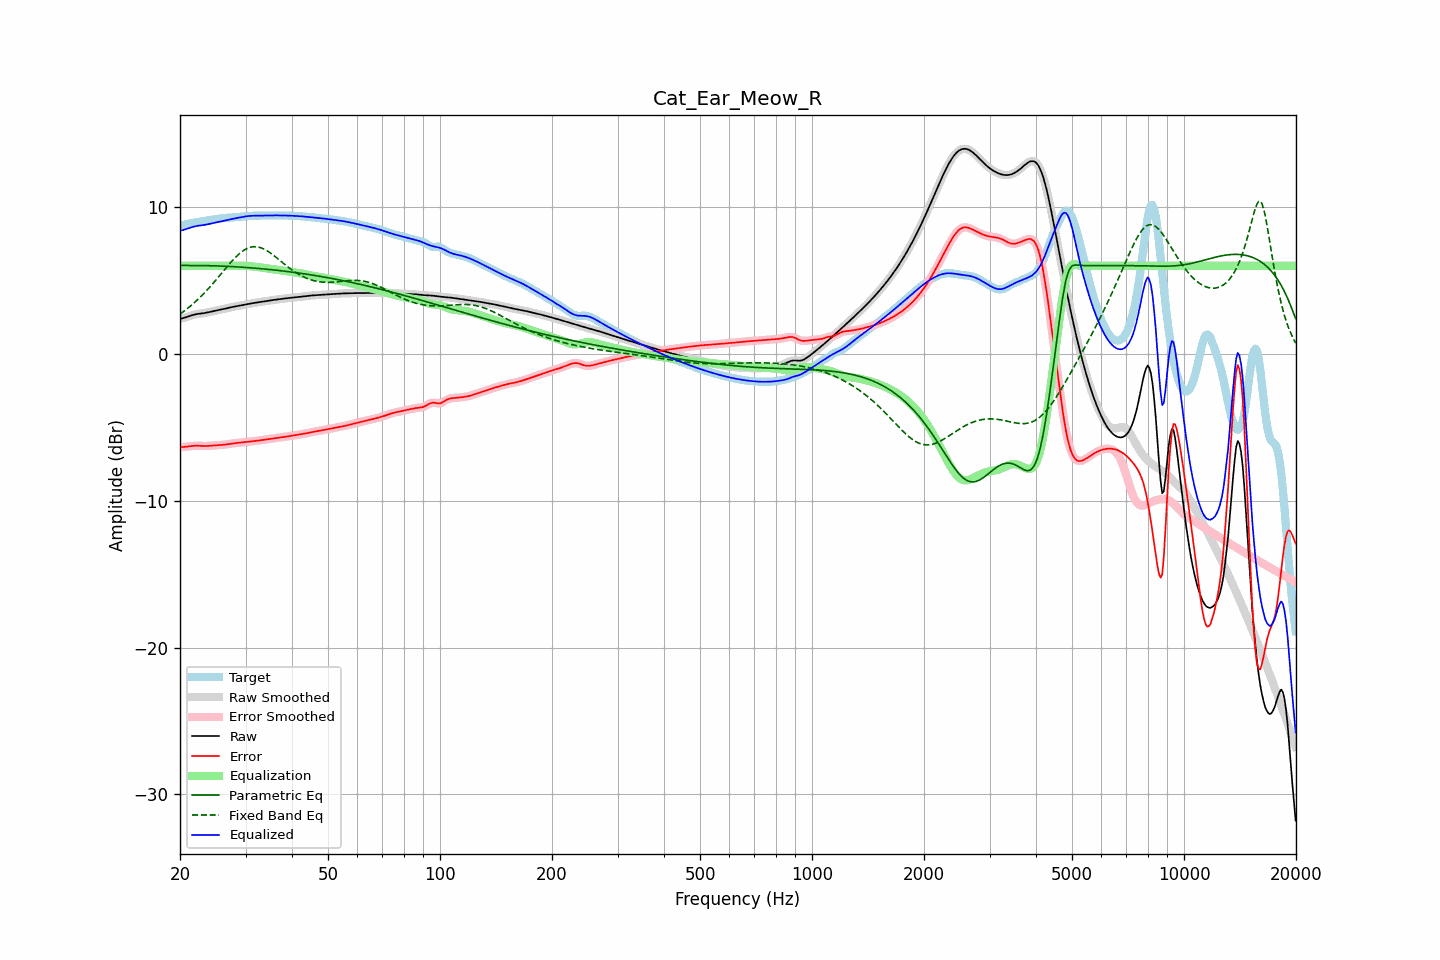 Cat_Ear_Meow_R
Amplitude (dBr)
10
0
−10
−20
−30
Target
Raw Smoothed
Error Smoothed
Raw
Error
Equalization
Parametric Eq
Fixed Band Eq
Equalized
20 50 100 200 500 1000 2000 5000 10000 20000
Frequency (Hz)